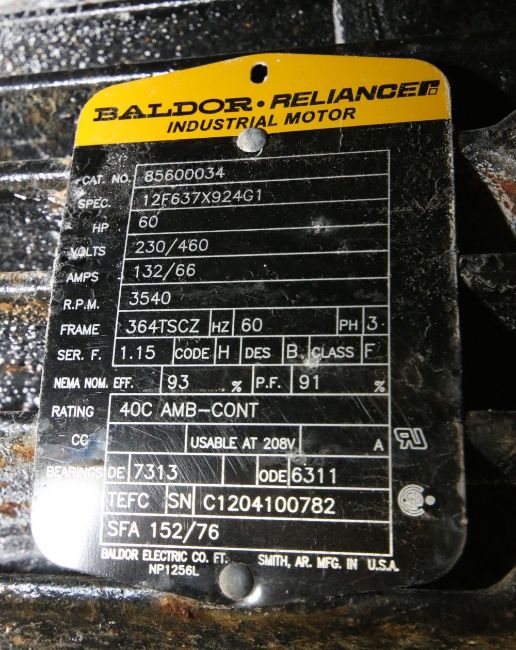 BALDOR • RELIANCE
INDUSTRIAL MOTOR
CAT. NO. 85600034
SPEC. 12F637X924G1
HP 60
VOLTS 230/460
AMPS 132/66
R.P.M. 3540
FRAME 364TSCZ HZ 60 PH 3
SER. F. 1.15 CODE H DES B CLASS F
NEMA NOM. EFF. 93 % P.F. 91 %
RATING 40C AMB-CONT
CC USABLE AT 208V A
BEARINGS DE 7313 ODE 6311
TEFC SN C1204100782
SFA 152/76
BALDOR ELECTRIC CO. FT. SMITH, AR. MFG. IN U.S.A.
NP1256L